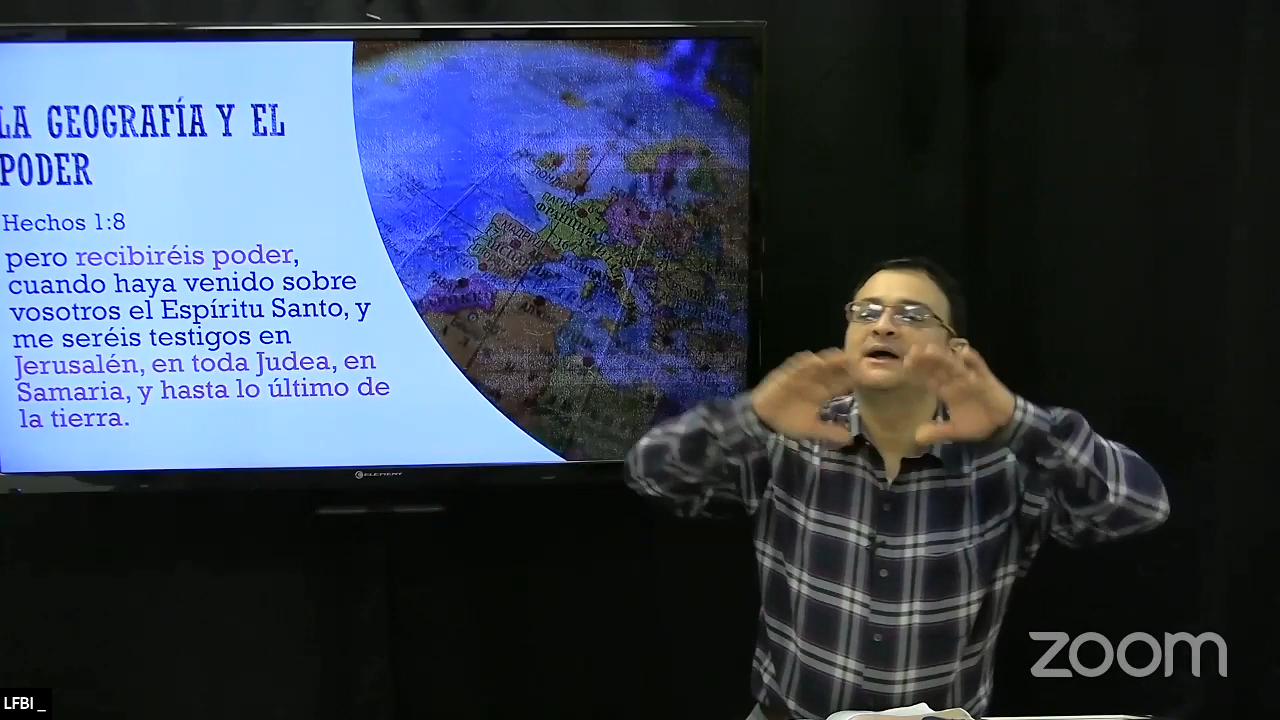 LA GEOGRAFÍA Y EL
PODER
Hechos 1:8
pero recibiréis poder,
cuando haya venido sobre
vosotros el Espíritu Santo, y
me seréis testigos en
Jerusalén, en toda Judea, en
Samaria, y hasta lo último de
la tierra.
ELEMENT
zoom
LFBI _